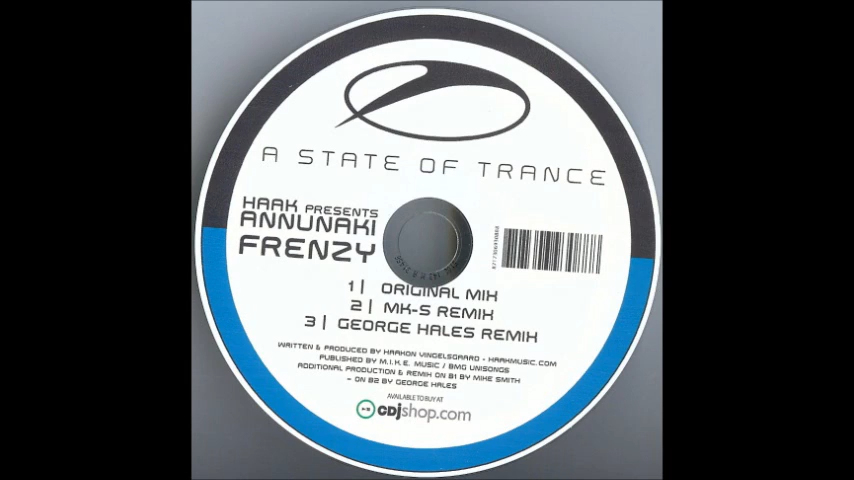 A STATE OF TRANCE
HAAK PRESENTS
ANNUNAKI
FRENZY
1| ORIGINAL MIX
2| MK-S REMIX
3| GEORGE HALES REMIX
WRITTEN & PRODUCED BY HAAKON VINGELSGAARD - HAAKMUSIC.COM
PUBLISHED BY M.I.K.E. MUSIC / BMG UNISONGS
ADDITIONAL PRODUCTION & REMIX ON B1 BY MIKE SMITH
- ON B2 BY GEORGE HALES
AVAILABLE TO BUY AT
CDJshop.com